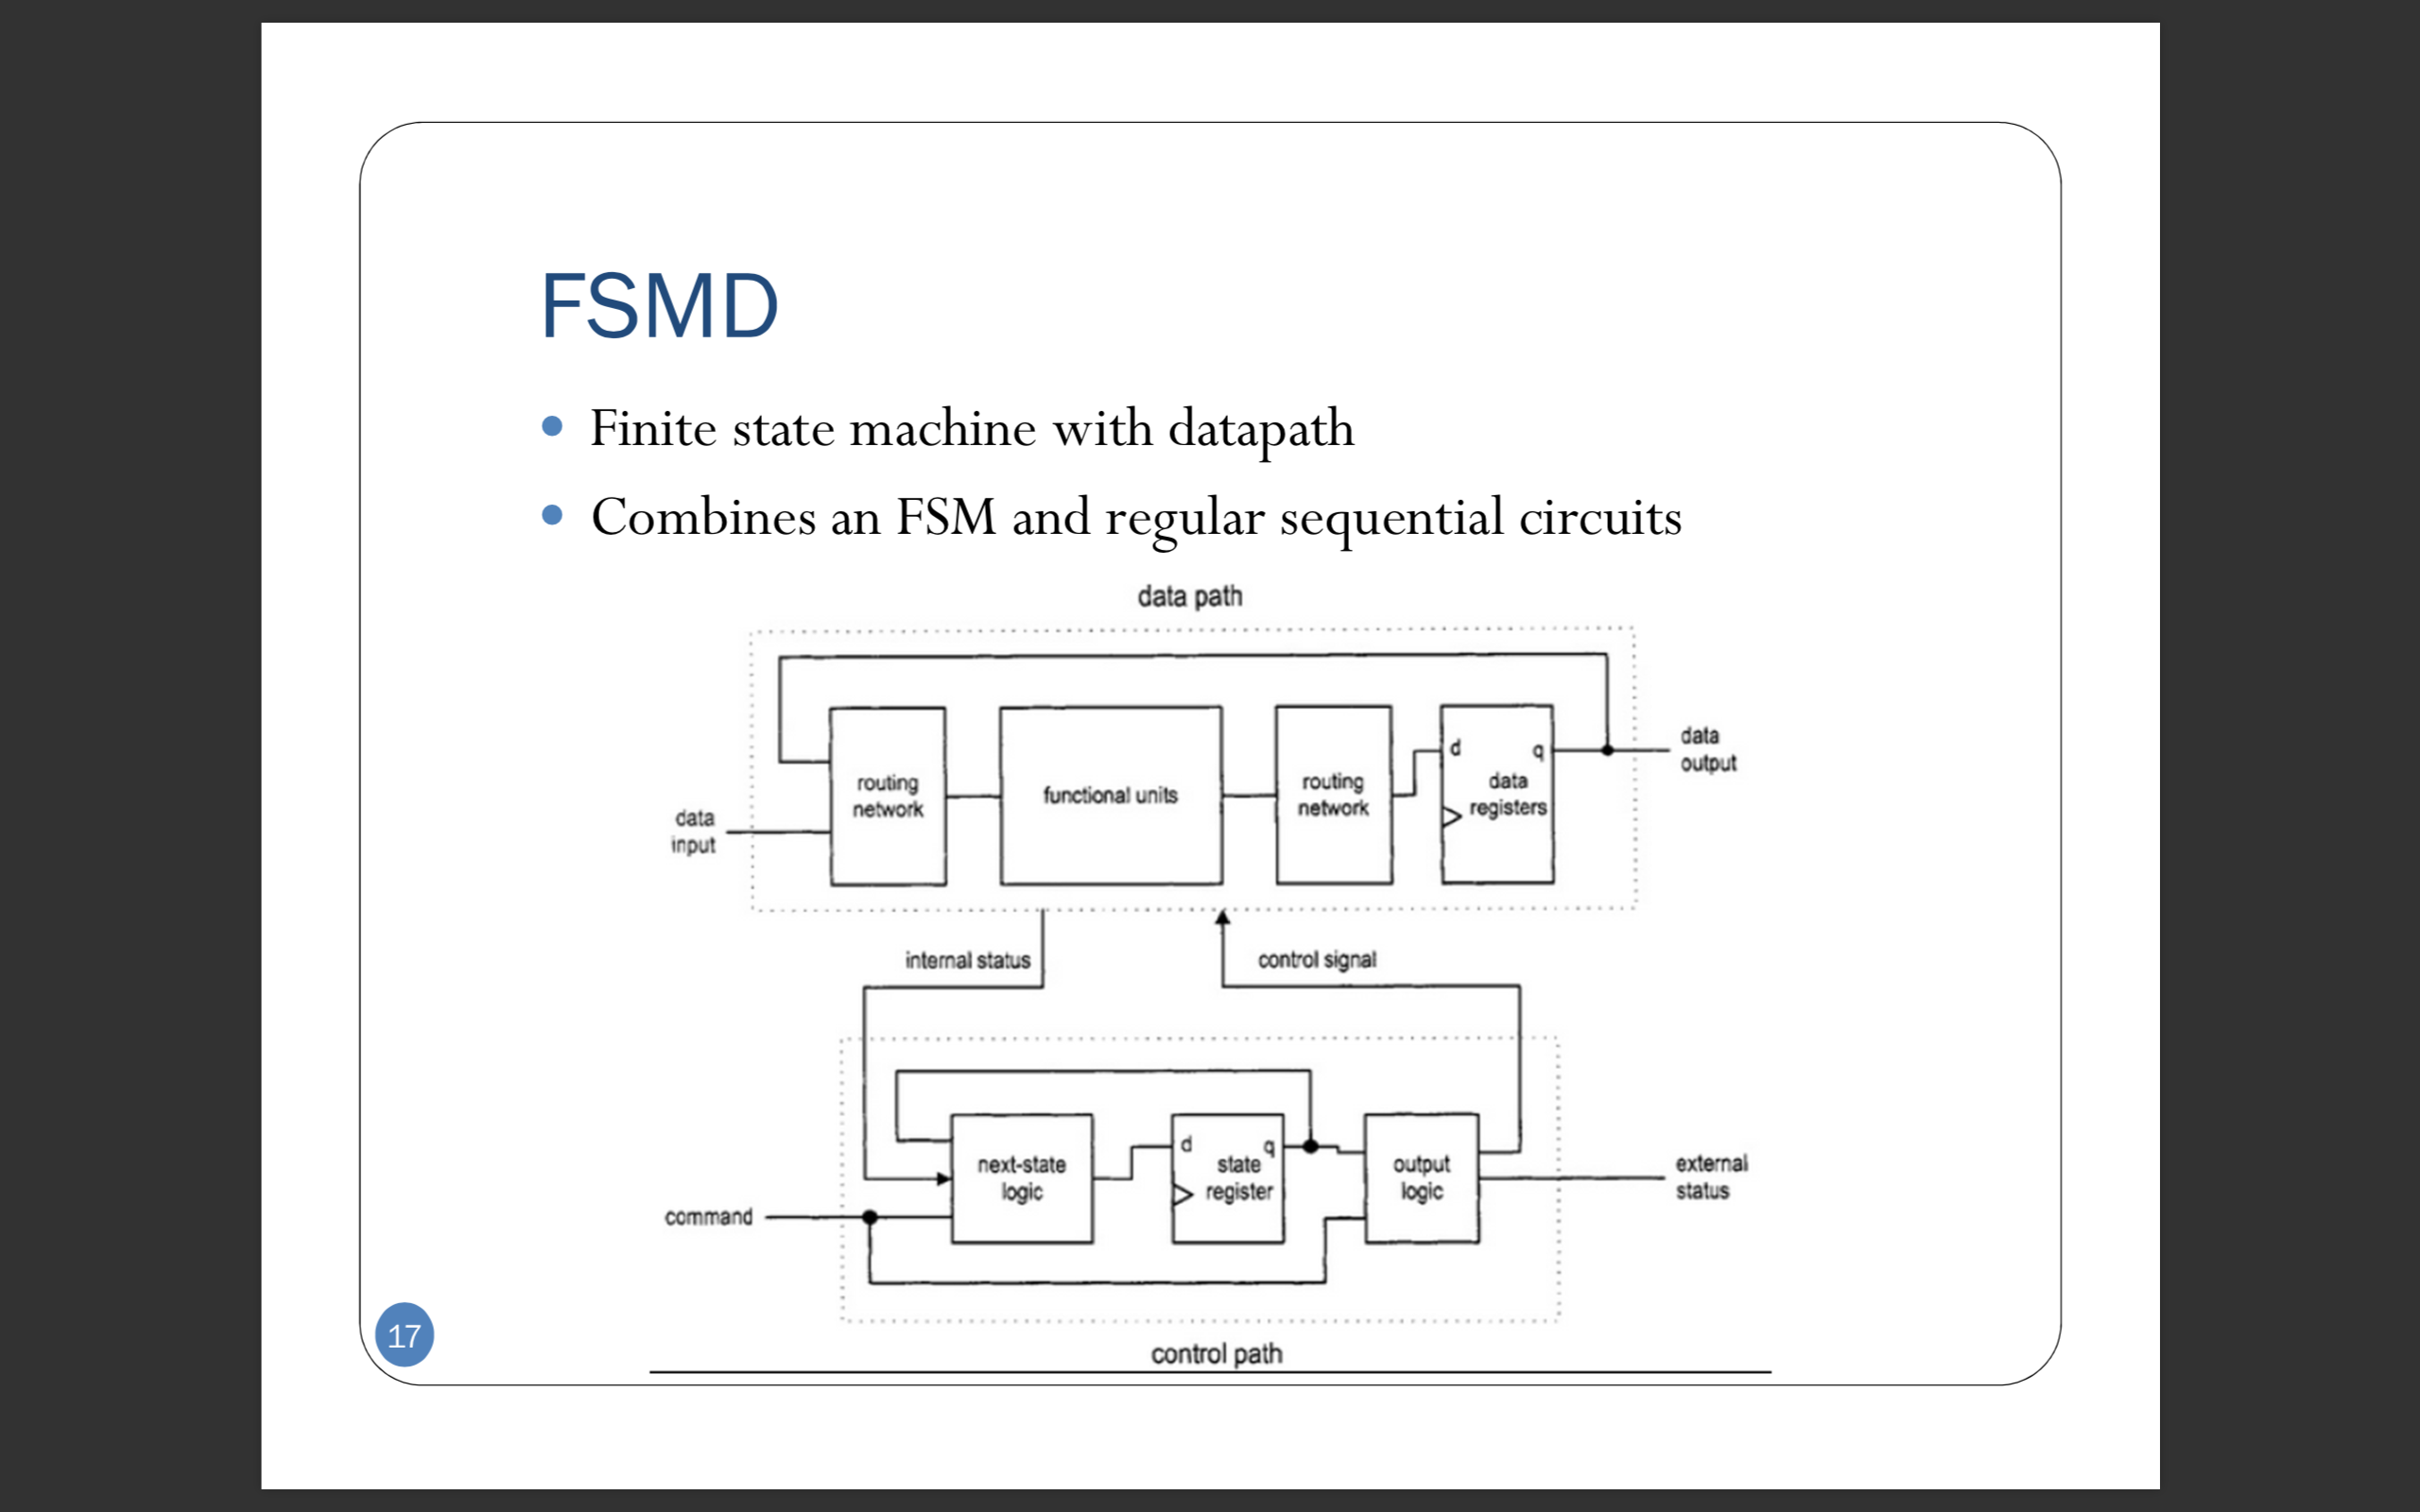 FSMD
Finite state machine with datapath
Combines an FSM and regular sequential circuits
data path
routing
network
functional units
routing
network
d
q
data
registers
data
output
data
input
internal status
control signal
next-state
logic
d
q
state
register
output
logic
external
status
command
control path
17